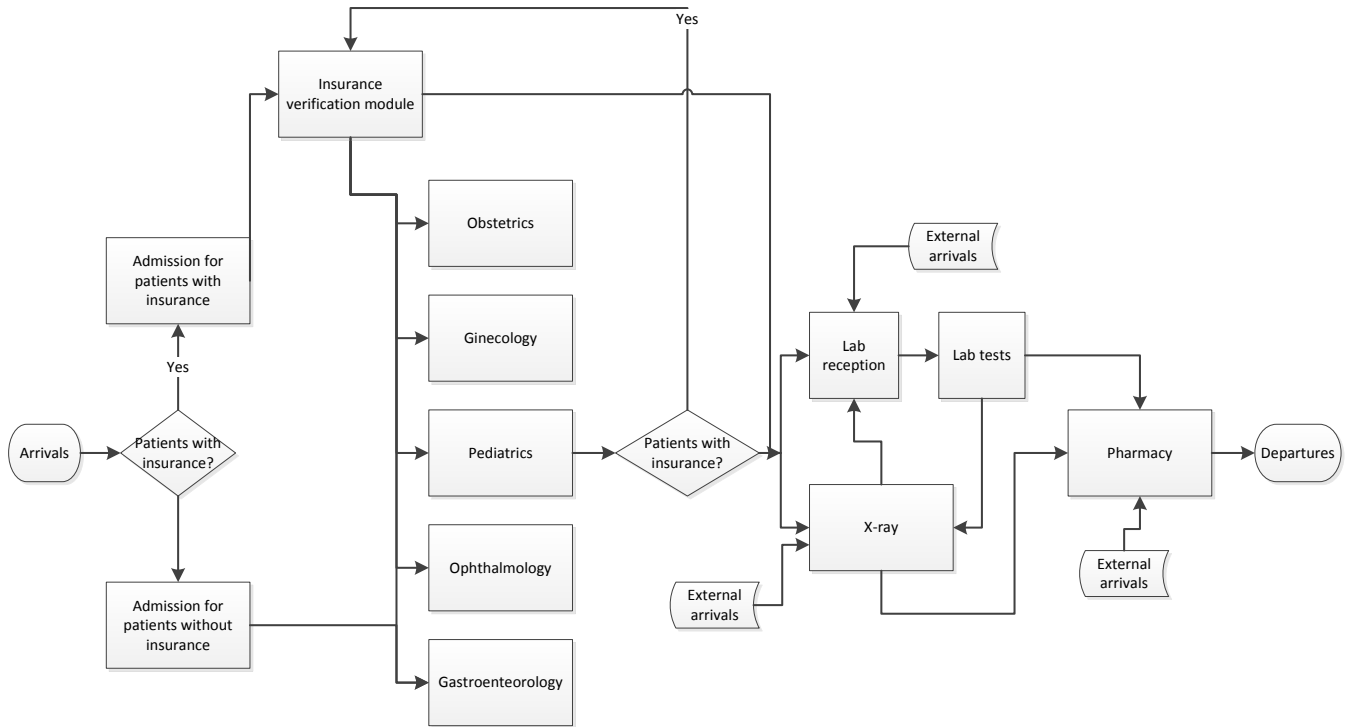 Yes
Insurance
verification module
Obstetrics
External
arrivals
Admission for
patients with
insurance
Ginecology
Lab
reception
Lab tests
Yes
Arrivals
Patients with
insurance?
Pediatrics
Patients with
insurance?
Pharmacy
Departures
X-ray
Ophthalmology
External
arrivals
External
arrivals
Admission for
patients without
insurance
Gastroenteorology